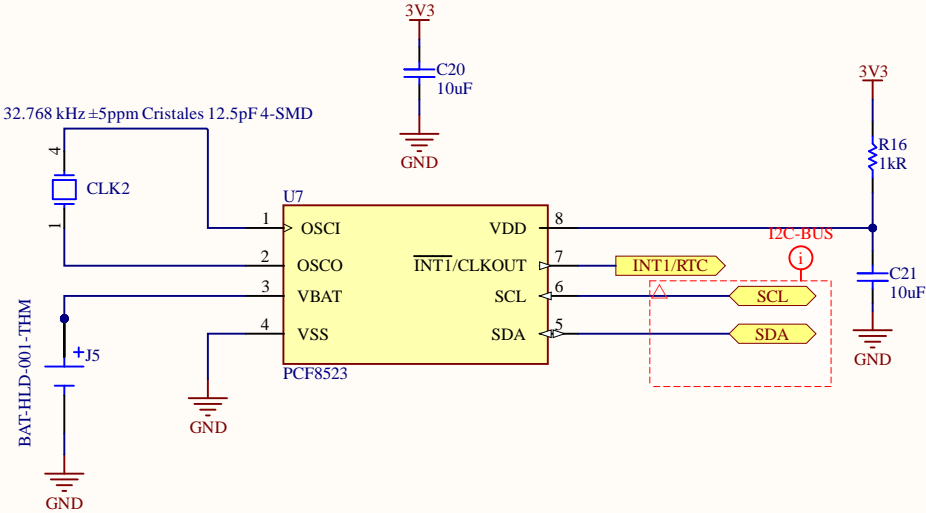 3V3
C20
10uF
GND
3V3
R16
1kR
32.768 kHz ±5ppm Cristales 12.5pF 4-SMD
4
CLK2
1
U7
1 OSCI
2 OSCO
3 VBAT
4 VSS
VDD 8
INT1/CLKOUT 7
SCL 6
SDA 5
PCF8523
INT1/RTC
I2C-BUS
i
SCL
SDA
C21
10uF
GND
BAT-HLD-001-THM
+
J5
GND
GND